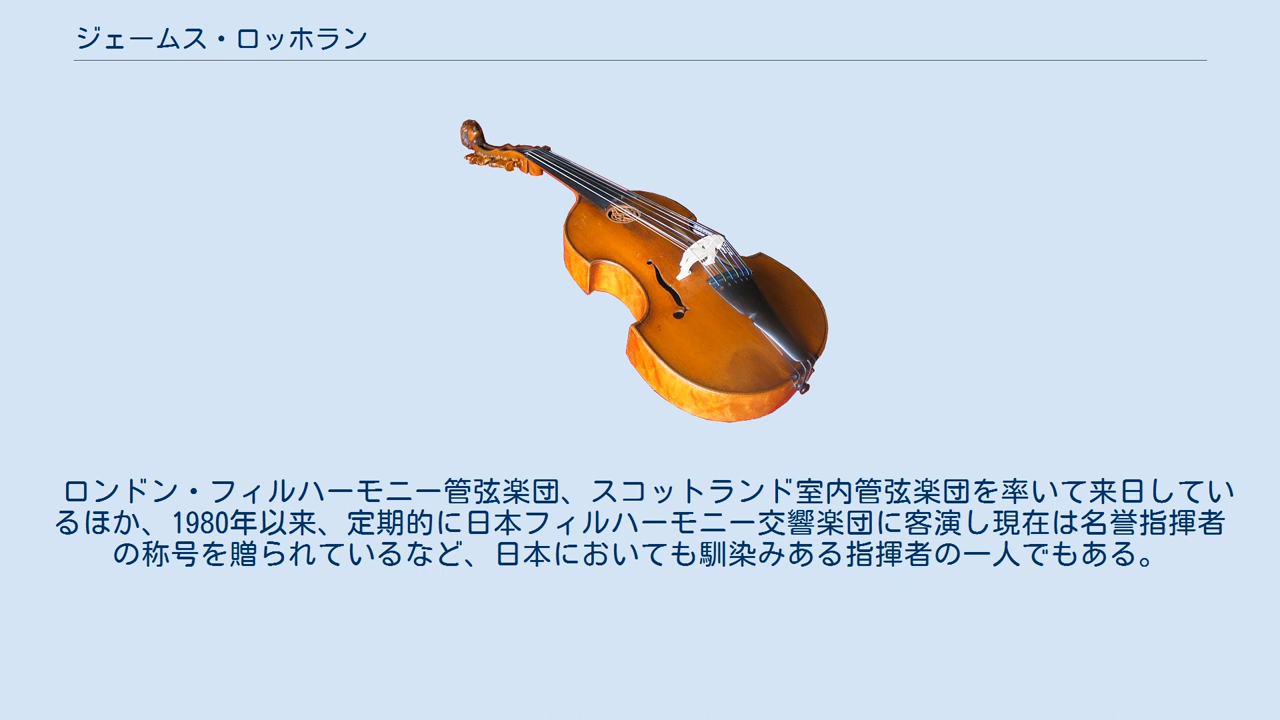 ジェームス・ロッホラン
ロンドン・フィルハーモニー管弦楽団、スコットランド室内管弦楽団を率いて来日してい
るほか、1980年以来、定期的に日本フィルハーモニー交響楽団に客演し現在は名誉指揮者
の称号を贈られているなど、日本においても馴染みある指揮者の一人でもある。